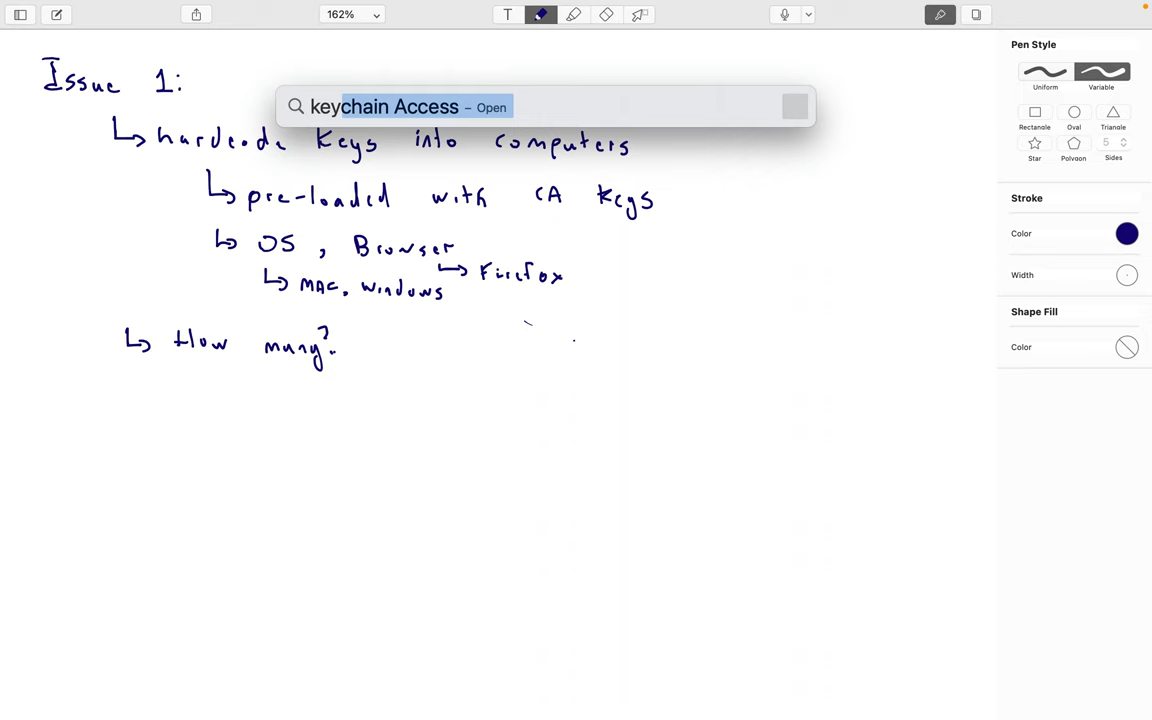 162%
T
Pen Style
Uniform
Variable
Issue 1:
keychain Access – Open
Rectangle
Oval
Triangle
↳ hardcode keys into computers
5
Star
Polygon
Sides
↳ pre-loaded with CA keys
Stroke
Color
↳ OS, Browser
↳ Firefox
↳ MAC, Windows
Width
Shape Fill
↳ How many?
Color